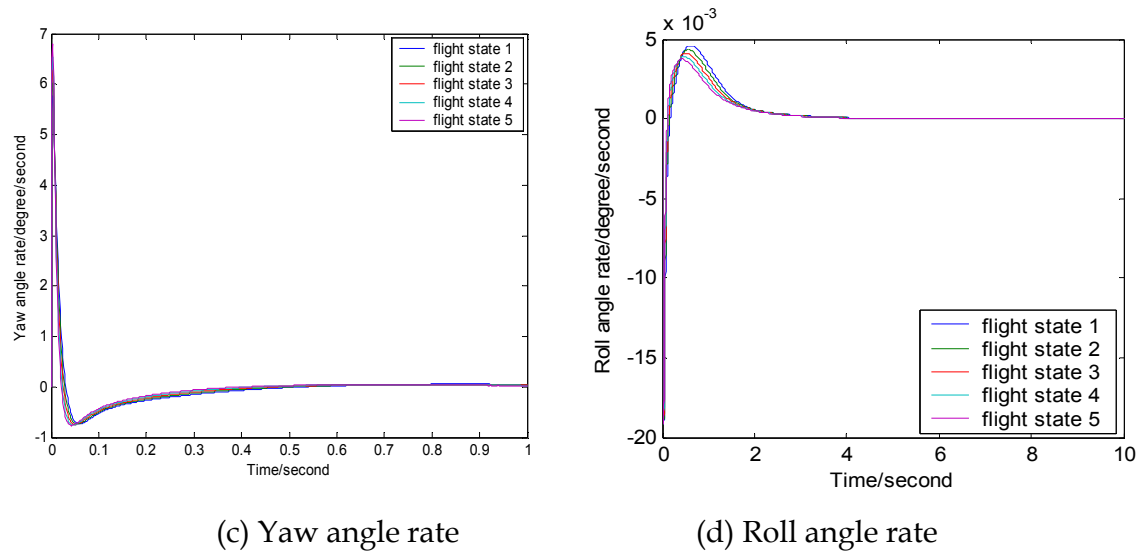 7
6
5
4
3
2
1
0
-1
Yaw angle rate/degree/second
flight state 1
flight state 2
flight state 3
flight state 4
flight state 5
0 0.1 0.2 0.3 0.4 0.5 0.6 0.7 0.8 0.9 1
Time/second
(c) Yaw angle rate
x 10-3
5
0
-5
-10
-15
-20
Roll angle rate/degree/second
flight state 1
flight state 2
flight state 3
flight state 4
flight state 5
0 2 4 6 8 10
Time/second
(d) Roll angle rate